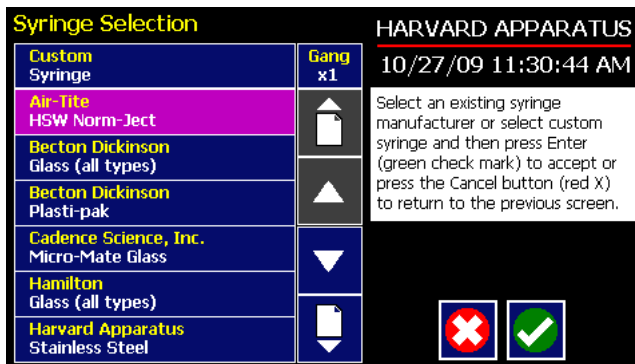 Syringe Selection
Custom
Syringe
Gang
x1
Air-Tite
HSW Norm-Ject
Becton Dickinson
Glass (all types)
Becton Dickinson
Plasti-pak
Cadence Science, Inc.
Micro-Mate Glass
Hamilton
Glass (all types)
Harvard Apparatus
Stainless Steel
HARVARD APPARATUS
10/27/09 11:30:44 AM
Select an existing syringe
manufacturer or select custom
syringe and then press Enter
(green check mark) to accept or
press the Cancel button (red X)
to return to the previous screen.